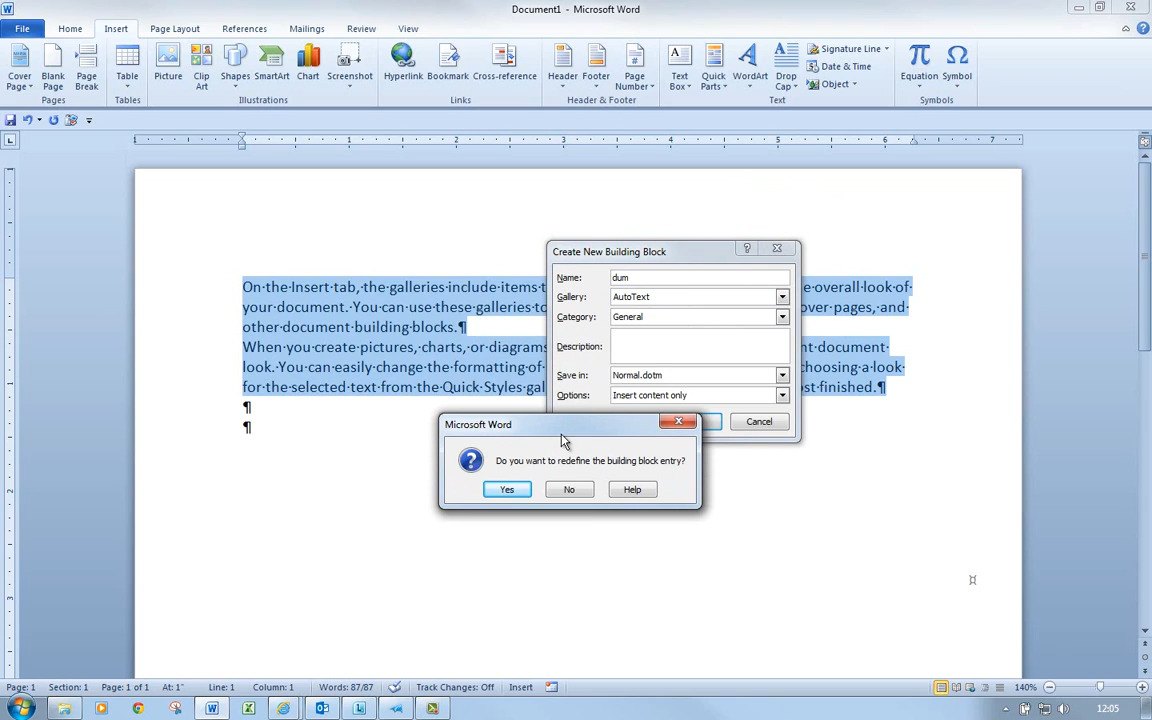 Document1 - Microsoft Word
File Home Insert Page Layout References Mailings Review View
Cover Page
Blank Page
Page Break
Table
Picture
Clip Art
Shapes
SmartArt
Chart
Screenshot
Hyperlink
Bookmark
Cross-reference
Header
Footer
Page Number
Text Box
Quick Parts
WordArt
Drop Cap
Signature Line
Date & Time
Object
Equation
Symbol
Pages Tables Illustrations Links Header & Footer Text Symbols
1 1 2 3 4 5 6 7
On·the·Insert·tab,·the·galleries·include·items·t
e·overall·look·of·
your·document.·You·can·use·these·galleries·to
over·pages,·and·
other·document·building·blocks.¶
When·you·create·pictures,·charts,·or·diagrams
nt·document·
look.·You·can·easily·change·the·formatting·of
choosing·a·look·
for·the·selected·text·from·the·Quick·Styles·gal
st·finished.¶
¶
¶
Create New Building Block
Name: dum
Gallery: AutoText
Category: General
Description:
Save in: Normal.dotm
Options: Insert content only
Cancel
Microsoft Word
Do you want to redefine the building block entry?
Yes No Help
Page: 1 Section: 1 Page: 1 of 1 At: 1" Line: 1 Column: 1 Words: 87/87 Track Changes: Off Insert 140%
12:05